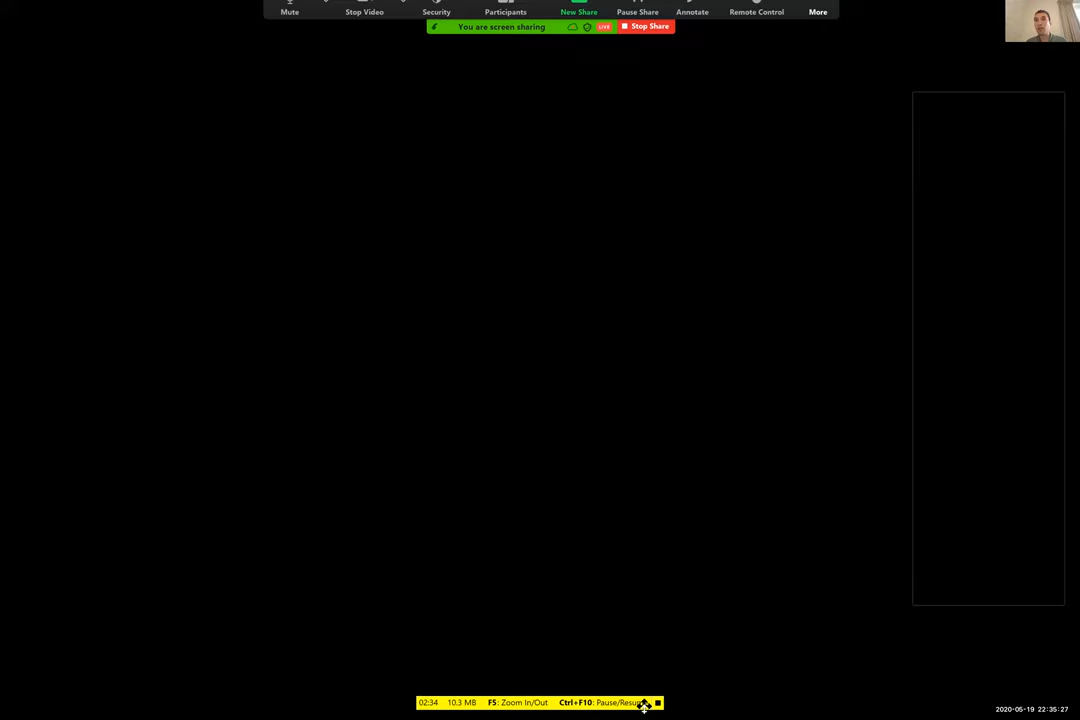 Mute Stop Video Security Participants New Share Pause Share Annotate Remote Control More
You are screen sharing LIVE Stop Share
02:34 10.3 MB F5: Zoom In/Out Ctrl+F10: Pause/Resum
2020-05-19 22:35:27